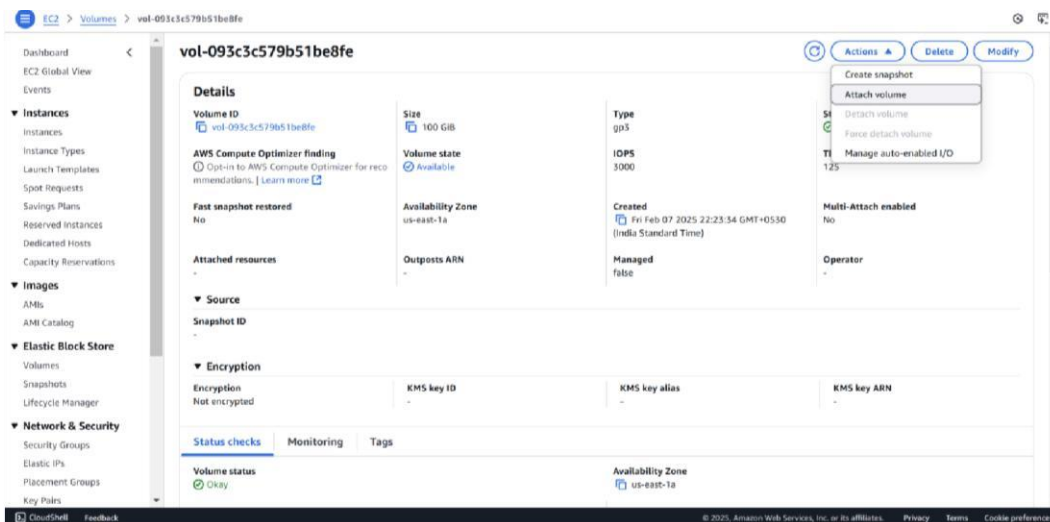 EC2 > Volumes > vol-093c3c579b51be8fe
Dashboard
EC2 Global View
Events
Instances
Instances
Instance Types
Launch Templates
Spot Requests
Savings Plans
Reserved Instances
Dedicated Hosts
Capacity Reservations
Images
AMIs
AMI Catalog
Elastic Block Store
Volumes
Snapshots
Lifecycle Manager
Network & Security
Security Groups
Elastic IPs
Placement Groups
Key Pairs
vol-093c3c579b51be8fe
Actions
Delete
Modify
Create snapshot
Attach volume
Detach volume
Force detach volume
Manage auto-enabled I/O
Details
Volume ID
vol-093c3c579b51be8fe
Size
100 GiB
Type
gp3
AWS Compute Optimizer finding
Opt-in to AWS Compute Optimizer for reco
mmendations. | Learn more
Volume state
Available
IOPS
3000
125
Fast snapshot restored
No
Availability Zone
us-east-1a
Created
Fri Feb 07 2025 22:23:34 GMT+0530
(India Standard Time)
Multi-Attach enabled
No
Attached resources
-
Outposts ARN
-
Managed
false
Operator
-
Source
Snapshot ID
-
Encryption
Encryption
Not encrypted
KMS key ID
-
KMS key alias
-
KMS key ARN
-
Status checks Monitoring Tags
Volume status
Okay
Availability Zone
us-east-1a
CloudShell Feedback
© 2025, Amazon Web Services, Inc. or its affiliates. Privacy Terms Cookie preference